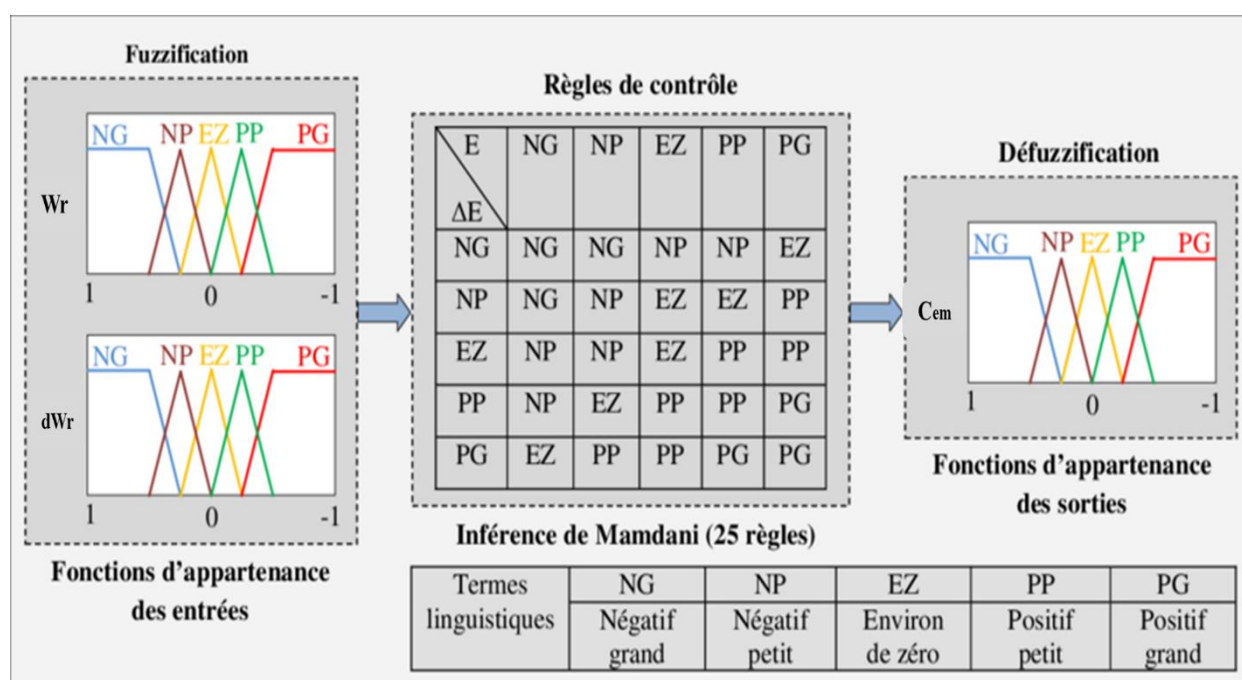 Fuzzification
NG NP EZ PP PG
Wr
1 0 -1
NG NP EZ PP PG
dWr
1 0 -1
Fonctions d'appartenance
des entrées
Règles de contrôle
E NG NP EZ PP PG
ΔE
NG NG NG NP NP EZ
NP NG NP EZ EZ PP
EZ NP NP EZ PP PP
PP NP EZ PP PP PG
PG EZ PP PP PG PG
Inférence de Mamdani (25 règles)
Défuzzification
NG NP EZ PP PG
Cem
1 0 -1
Fonctions d'appartenance
des sorties
Termes linguistiques NG NP EZ PP PG
Négatif grand Négatif petit Environ de zéro Positif petit Positif grand